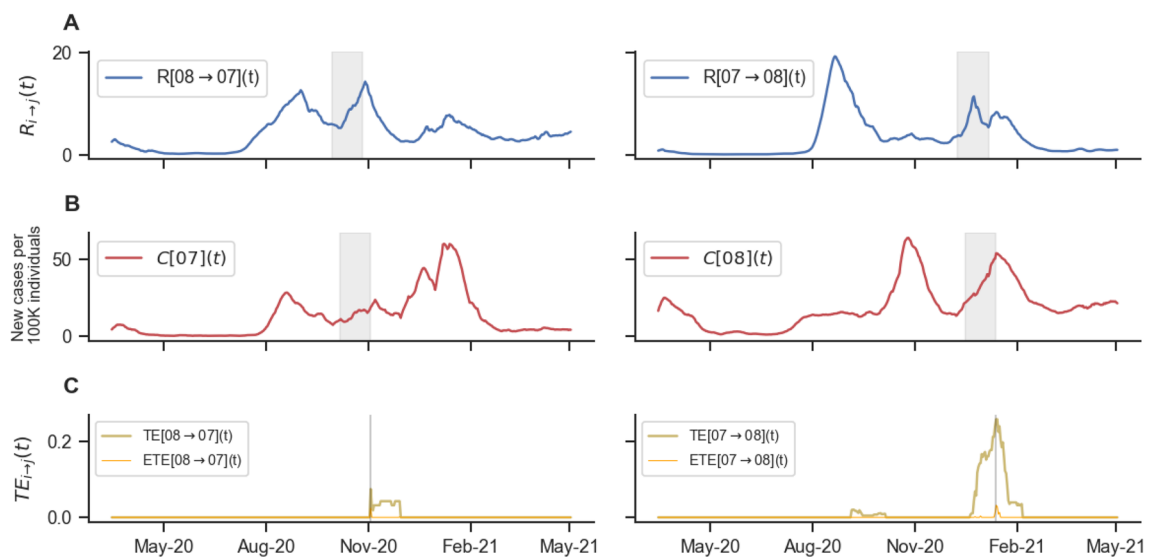 A
R_{i→j}(t)
20
0
R[08→07](t)
R[07→08](t)
B
New cases per
100K individuals
50
0
C[07](t)
C[08](t)
C
TE_{i→j}(t)
0.2
0.0
TE[08→07](t)
ETE[08→07](t)
TE[07→08](t)
ETE[07→08](t)
May-20 Aug-20 Nov-20 Feb-21 May-21
May-20 Aug-20 Nov-20 Feb-21 May-21